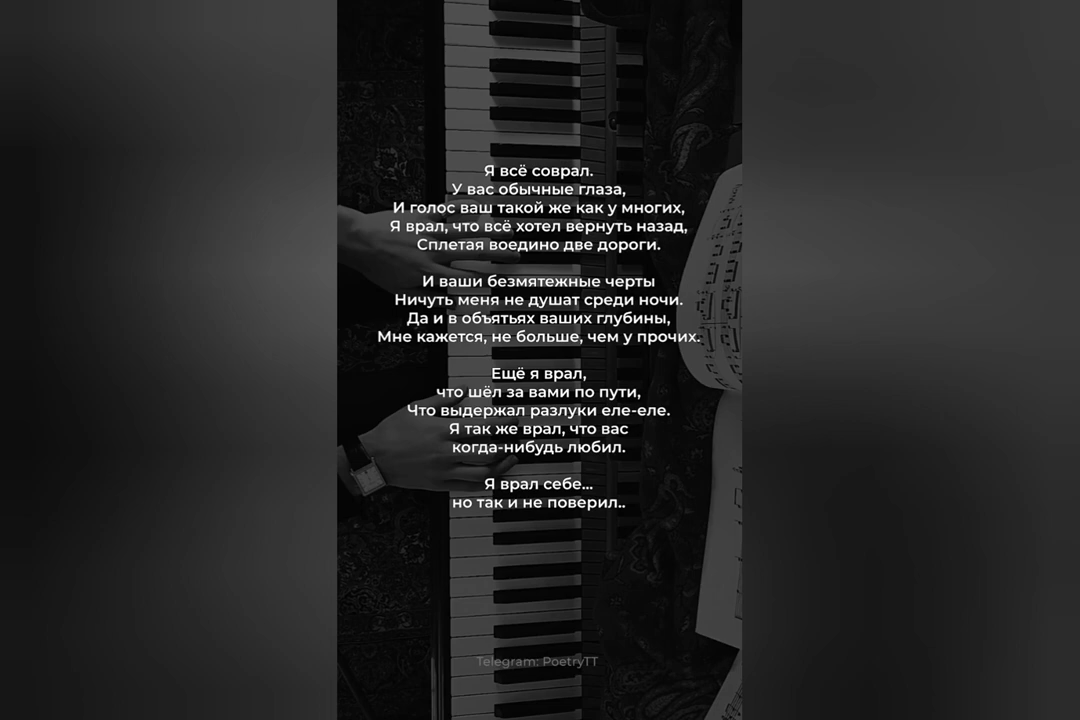 Я всё соврал.
У вас обычные глаза,
И голос ваш такой же как у многих,
Я врал, что всё хотел вернуть назад,
Сплетая воедино две дороги.
И ваши безмятежные черты
Ничуть меня не душат среди ночи.
Да и в объятьях ваших глубины,
Мне кажется, не больше, чем у прочих.
Ещё я врал,
что шёл за вами по пути,
Что выдержал разлуки еле-еле.
Я так же врал, что вас
когда-нибудь любил.
Я врал себе...
но так и не поверил..
Telegram: PoetryTT